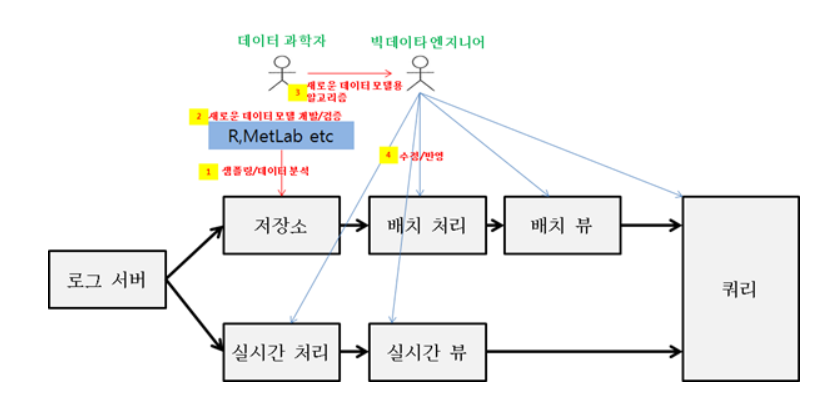 데이터 과학자
빅데이타 엔지니어
3 새로운 데이터 모델용
알고리즘
2 새로운 데이터 모델 개발/검증
R,MetLab etc
4 수정/반영
1 샘플링/데이터 분석
저장소
배치 처리
배치 뷰
로그 서버
쿼리
실시간 처리
실시간 뷰